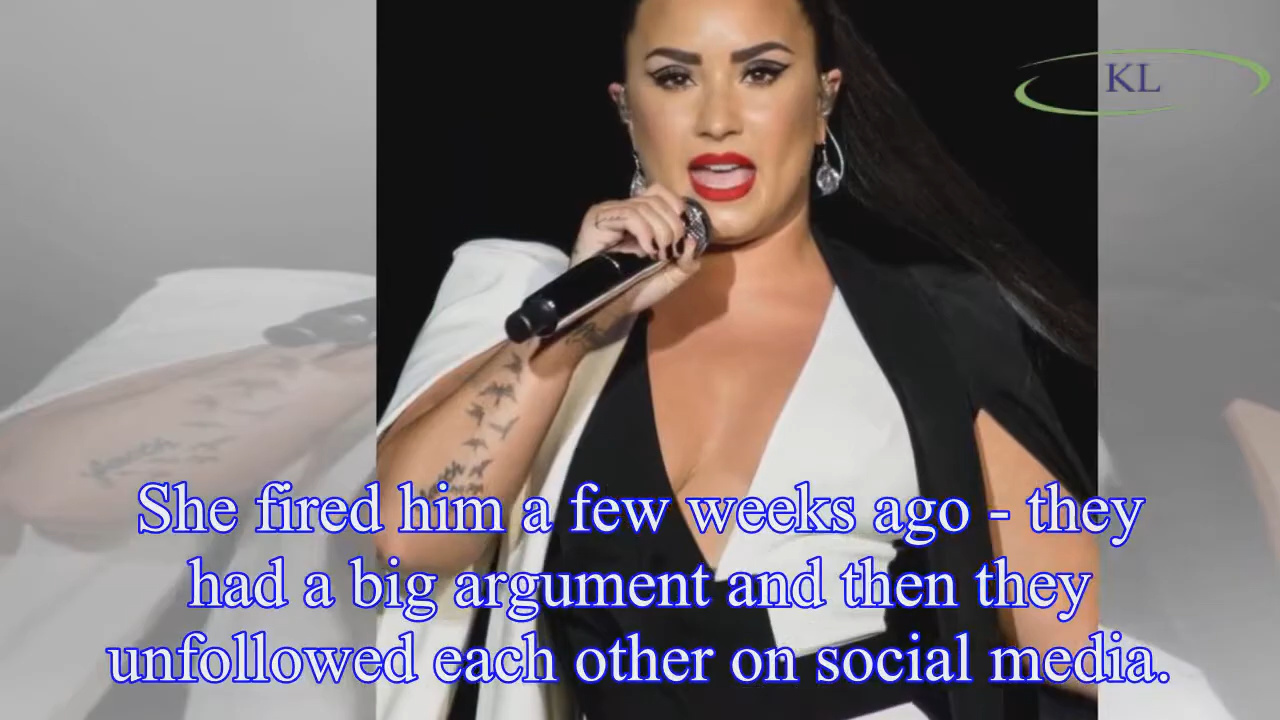 KL
She fired him a few weeks ago - they
had a big argument and then they
unfollowed each other on social media.